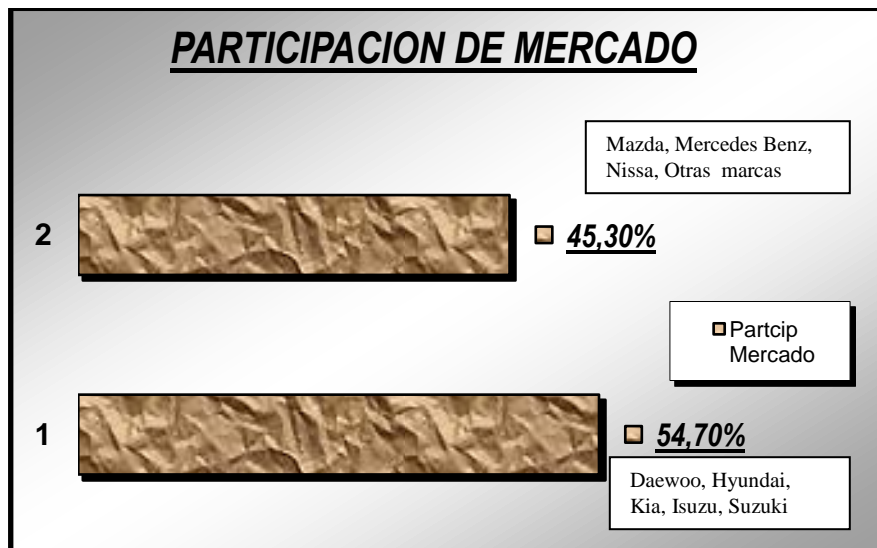 PARTICIPACION DE MERCADO
Mazda, Mercedes Benz,
Nissa, Otras marcas
2
45,30%
Partcip
Mercado
1
54,70%
Daewoo, Hyundai,
Kia, Isuzu, Suzuki